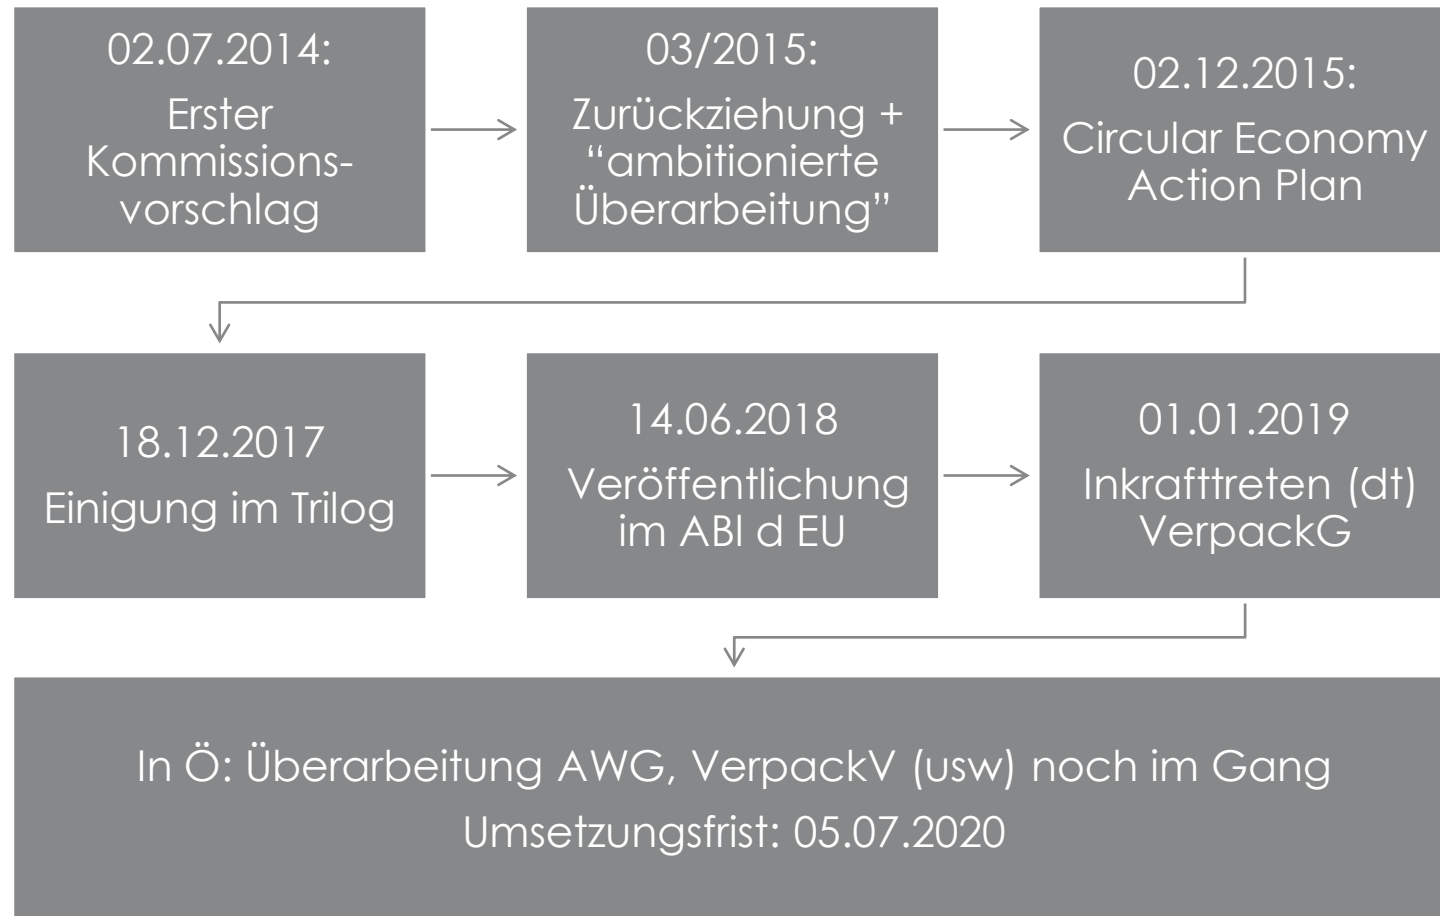 02.07.2014:
Erster
Kommissions-
vorschlag
03/2015:
Zurückziehung +
“ambitionierte
Überarbeitung”
02.12.2015:
Circular Economy
Action Plan
18.12.2017
Einigung im Trilog
14.06.2018
Veröffentlichung
im ABl d EU
01.01.2019
Inkrafttreten (dt)
VerpackG
In Ö: Überarbeitung AWG, VerpackV (usw) noch im Gang
Umsetzungsfrist: 05.07.2020